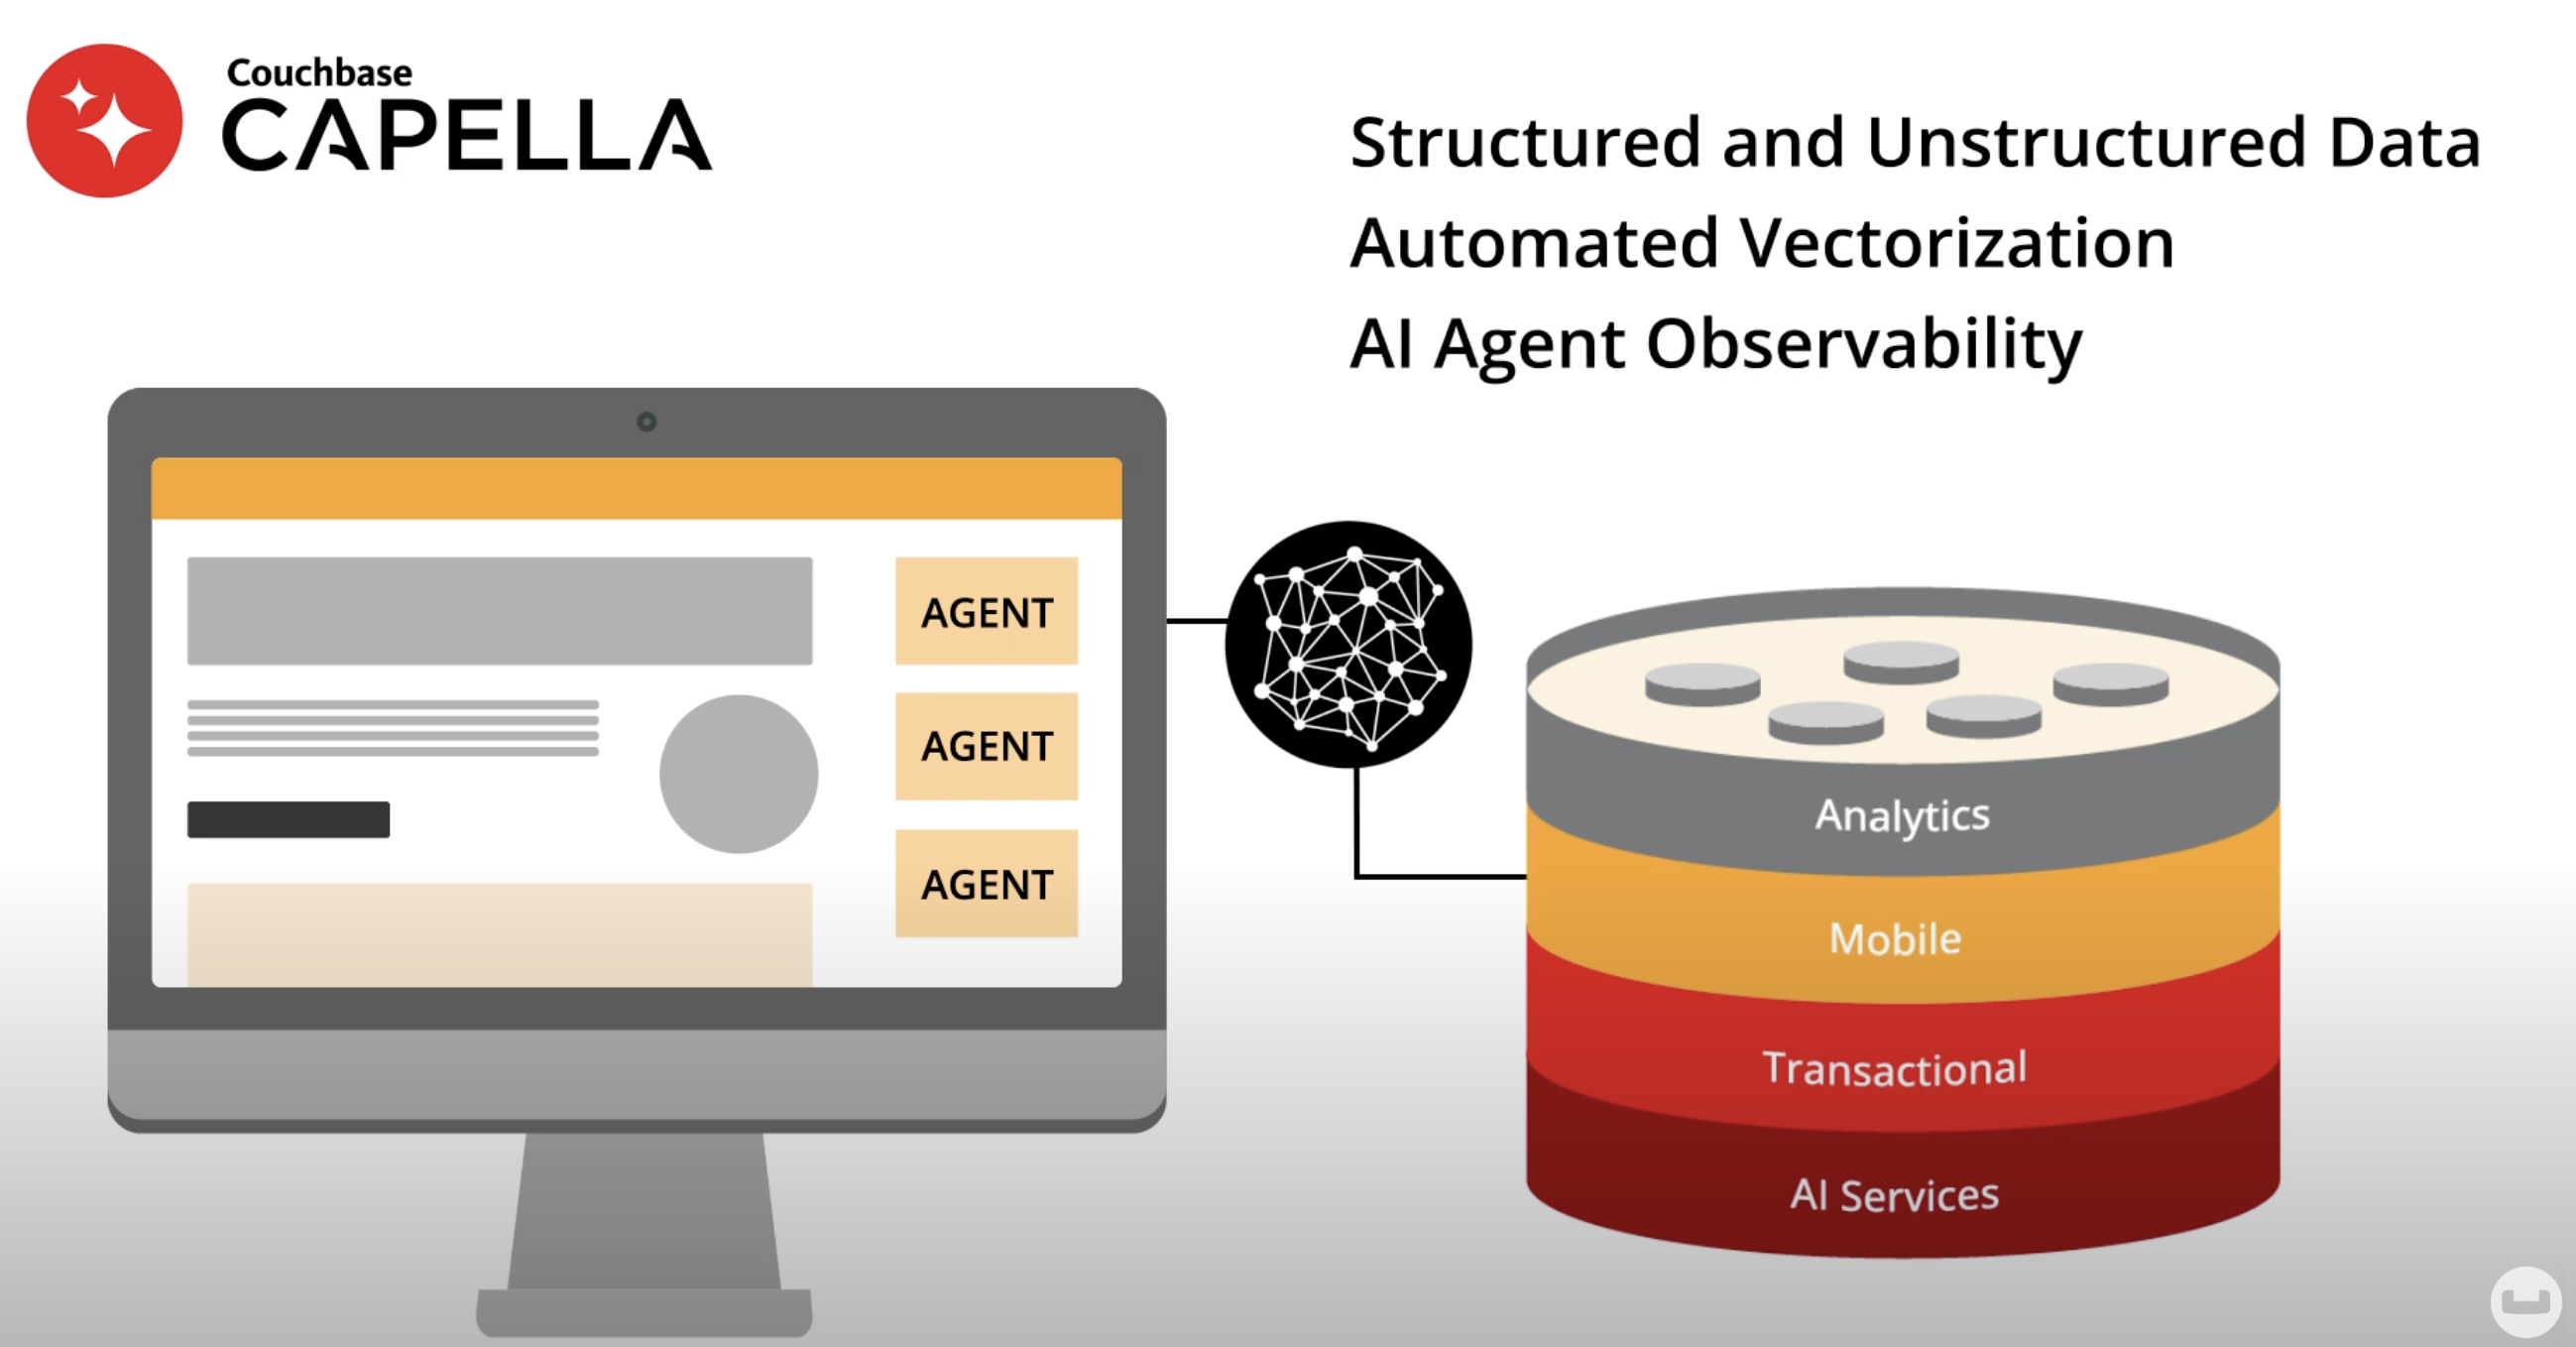 Couchbase
CAPELLA
Structured and Unstructured Data
Automated Vectorization
AI Agent Observability
AGENT
AGENT
AGENT
Analytics
Mobile
Transactional
AI Services